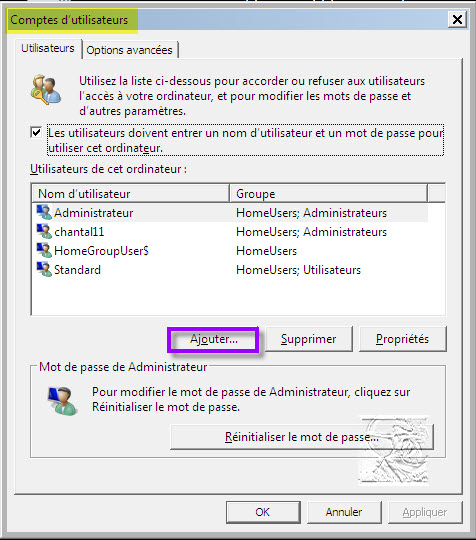 Comptes d'utilisateurs
Utilisateurs
Options avancées
Utilisez la liste ci-dessous pour accorder ou refuser aux utilisateurs
l'accès à votre ordinateur, et pour modifier les mots de passe et
d'autres paramètres.
Les utilisateurs doivent entrer un nom d'utilisateur et un mot de passe pour
utiliser cet ordinateur.
Utilisateurs de cet ordinateur :
Nom d'utilisateur Groupe
Administrateur HomeUsers; Administrateurs
chantal11 HomeUsers; Administrateurs
HomeGroupUser$ HomeUsers
Standard HomeUsers; Utilisateurs
Ajouter... Supprimer Propriétés
Mot de passe de Administrateur
Pour modifier le mot de passe de Administrateur, cliquez sur
Réinitialiser le mot de passe.
Réinitialiser le mot de passe...
OK Annuler Appliquer